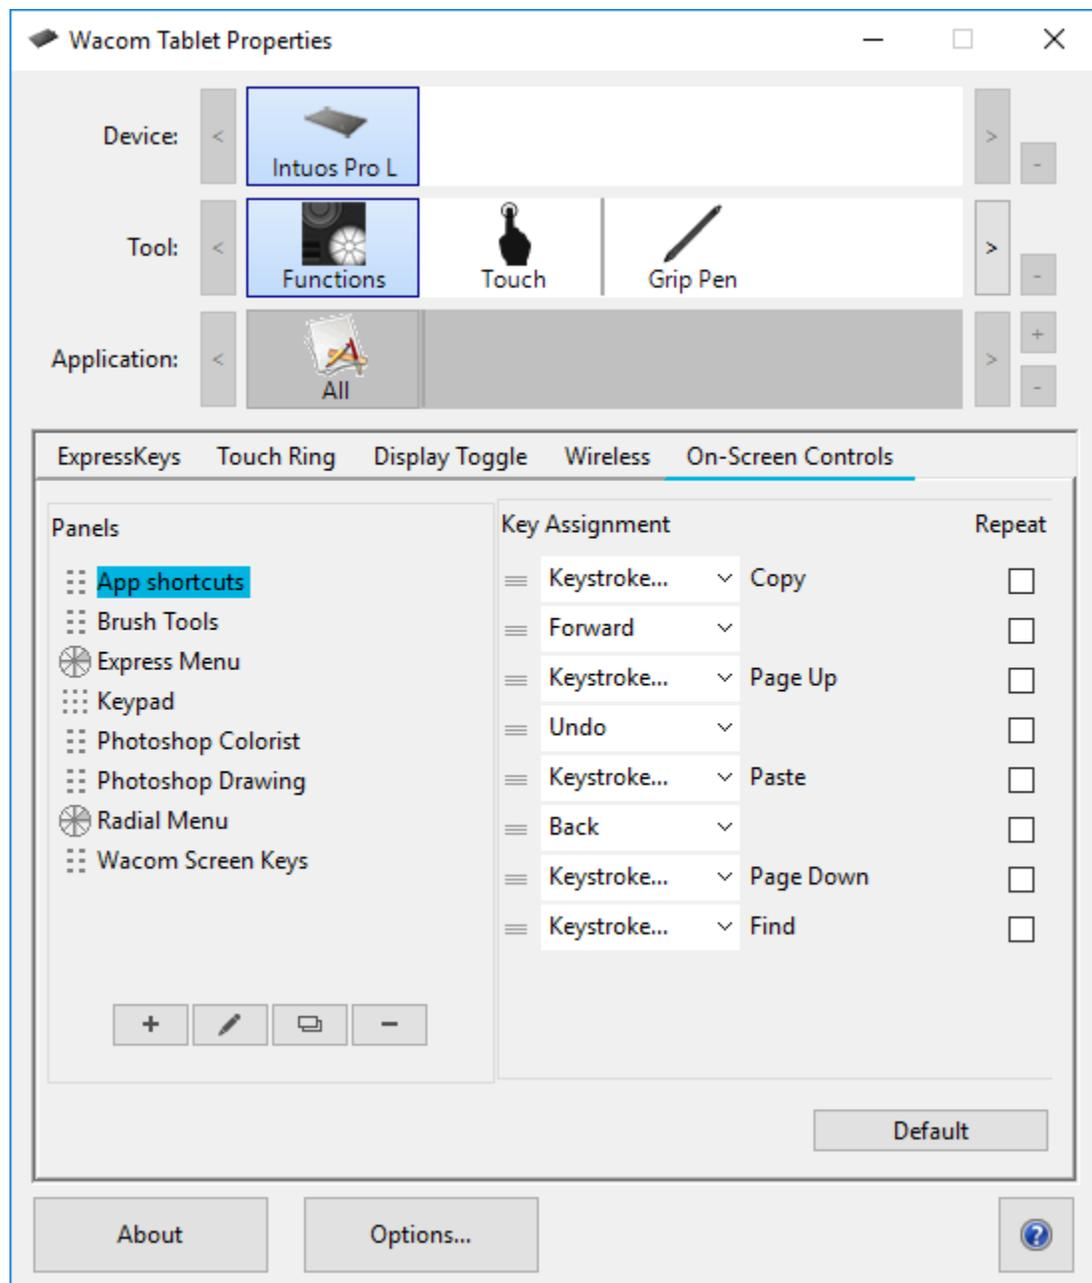 Wacom Tablet Properties
Device:
<
Intuos Pro L
>
-
Tool:
<
Functions
Touch
Grip Pen
>
-
Application:
<
All
>
+
-
ExpressKeys Touch Ring Display Toggle Wireless On-Screen Controls
Panels
App shortcuts
Brush Tools
Express Menu
Keypad
Photoshop Colorist
Photoshop Drawing
Radial Menu
Wacom Screen Keys
+ −
Key Assignment Repeat
Keystroke... Copy
Forward
Keystroke... Page Up
Undo
Keystroke... Paste
Back
Keystroke... Page Down
Keystroke... Find
Default
About Options... ?